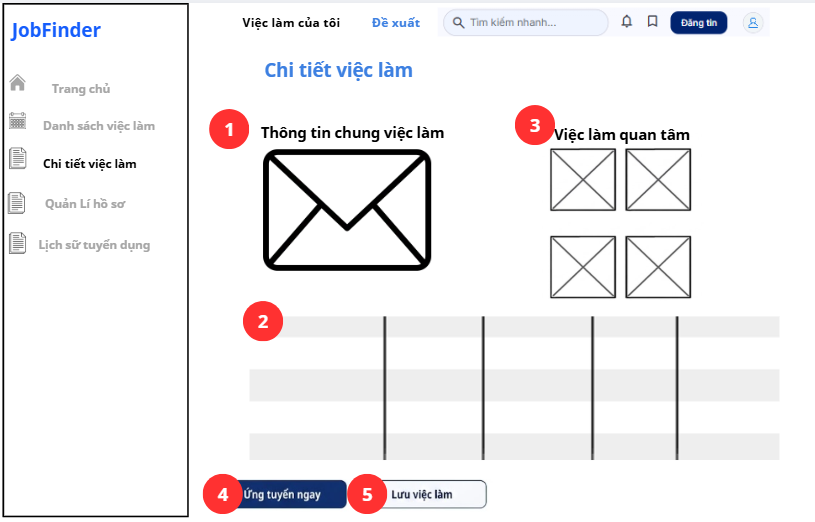 JobFinder
Trang chủ
Danh sách việc làm
Chi tiết việc làm
Quản Lí hồ sơ
Lịch sử tuyển dụng
Việc làm của tôi
Đề xuất
Tìm kiếm nhanh...
Đăng tin
Chi tiết việc làm
1
Thông tin chung việc làm
3
Việc làm quan tâm
2
4
Ứng tuyển ngay
5
Lưu việc làm